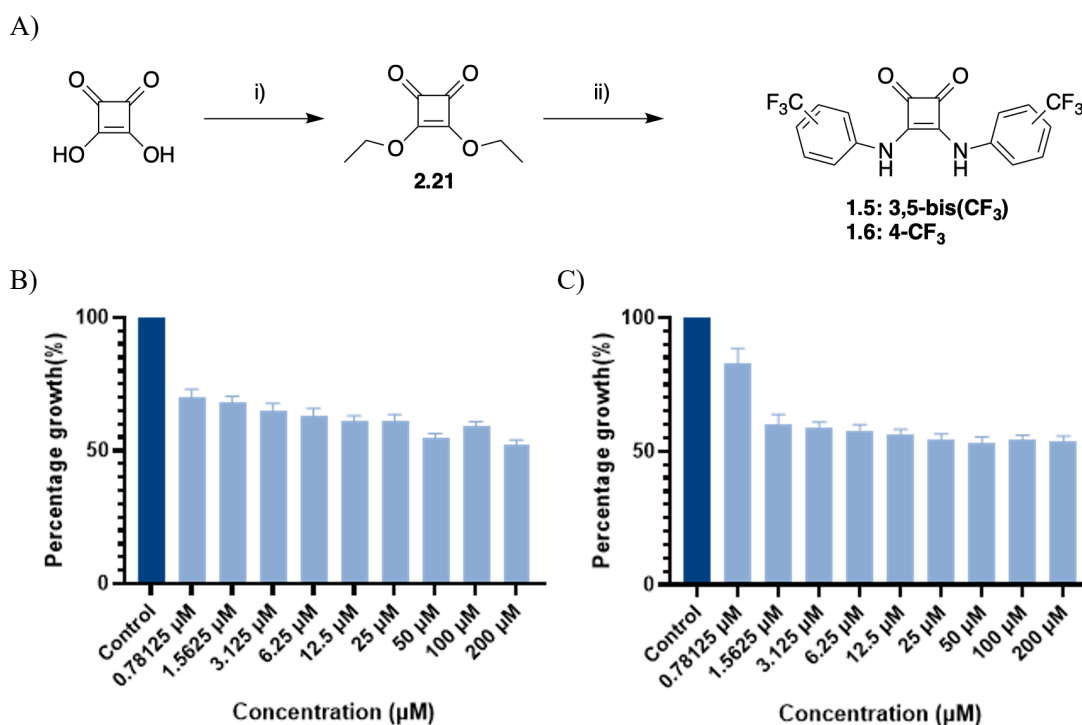 A)
i)
ii)
O O
HO OH
O O
O O
2.21
O O
F₃C CF₃
N N
H H
1.5: 3,5-bis(CF₃)
1.6: 4-CF₃
B)
Percentage growth(%)
100
50
0
Control
0.78125 µM
1.5625 µM
3.125 µM
6.25 µM
12.5 µM
25 µM
50 µM
100 µM
200 µM
Concentration (µM)
C)
Percentage growth(%)
100
50
0
Control
0.78125 µM
1.5625 µM
3.125 µM
6.25 µM
12.5 µM
25 µM
50 µM
100 µM
200 µM
Concentration (µM)